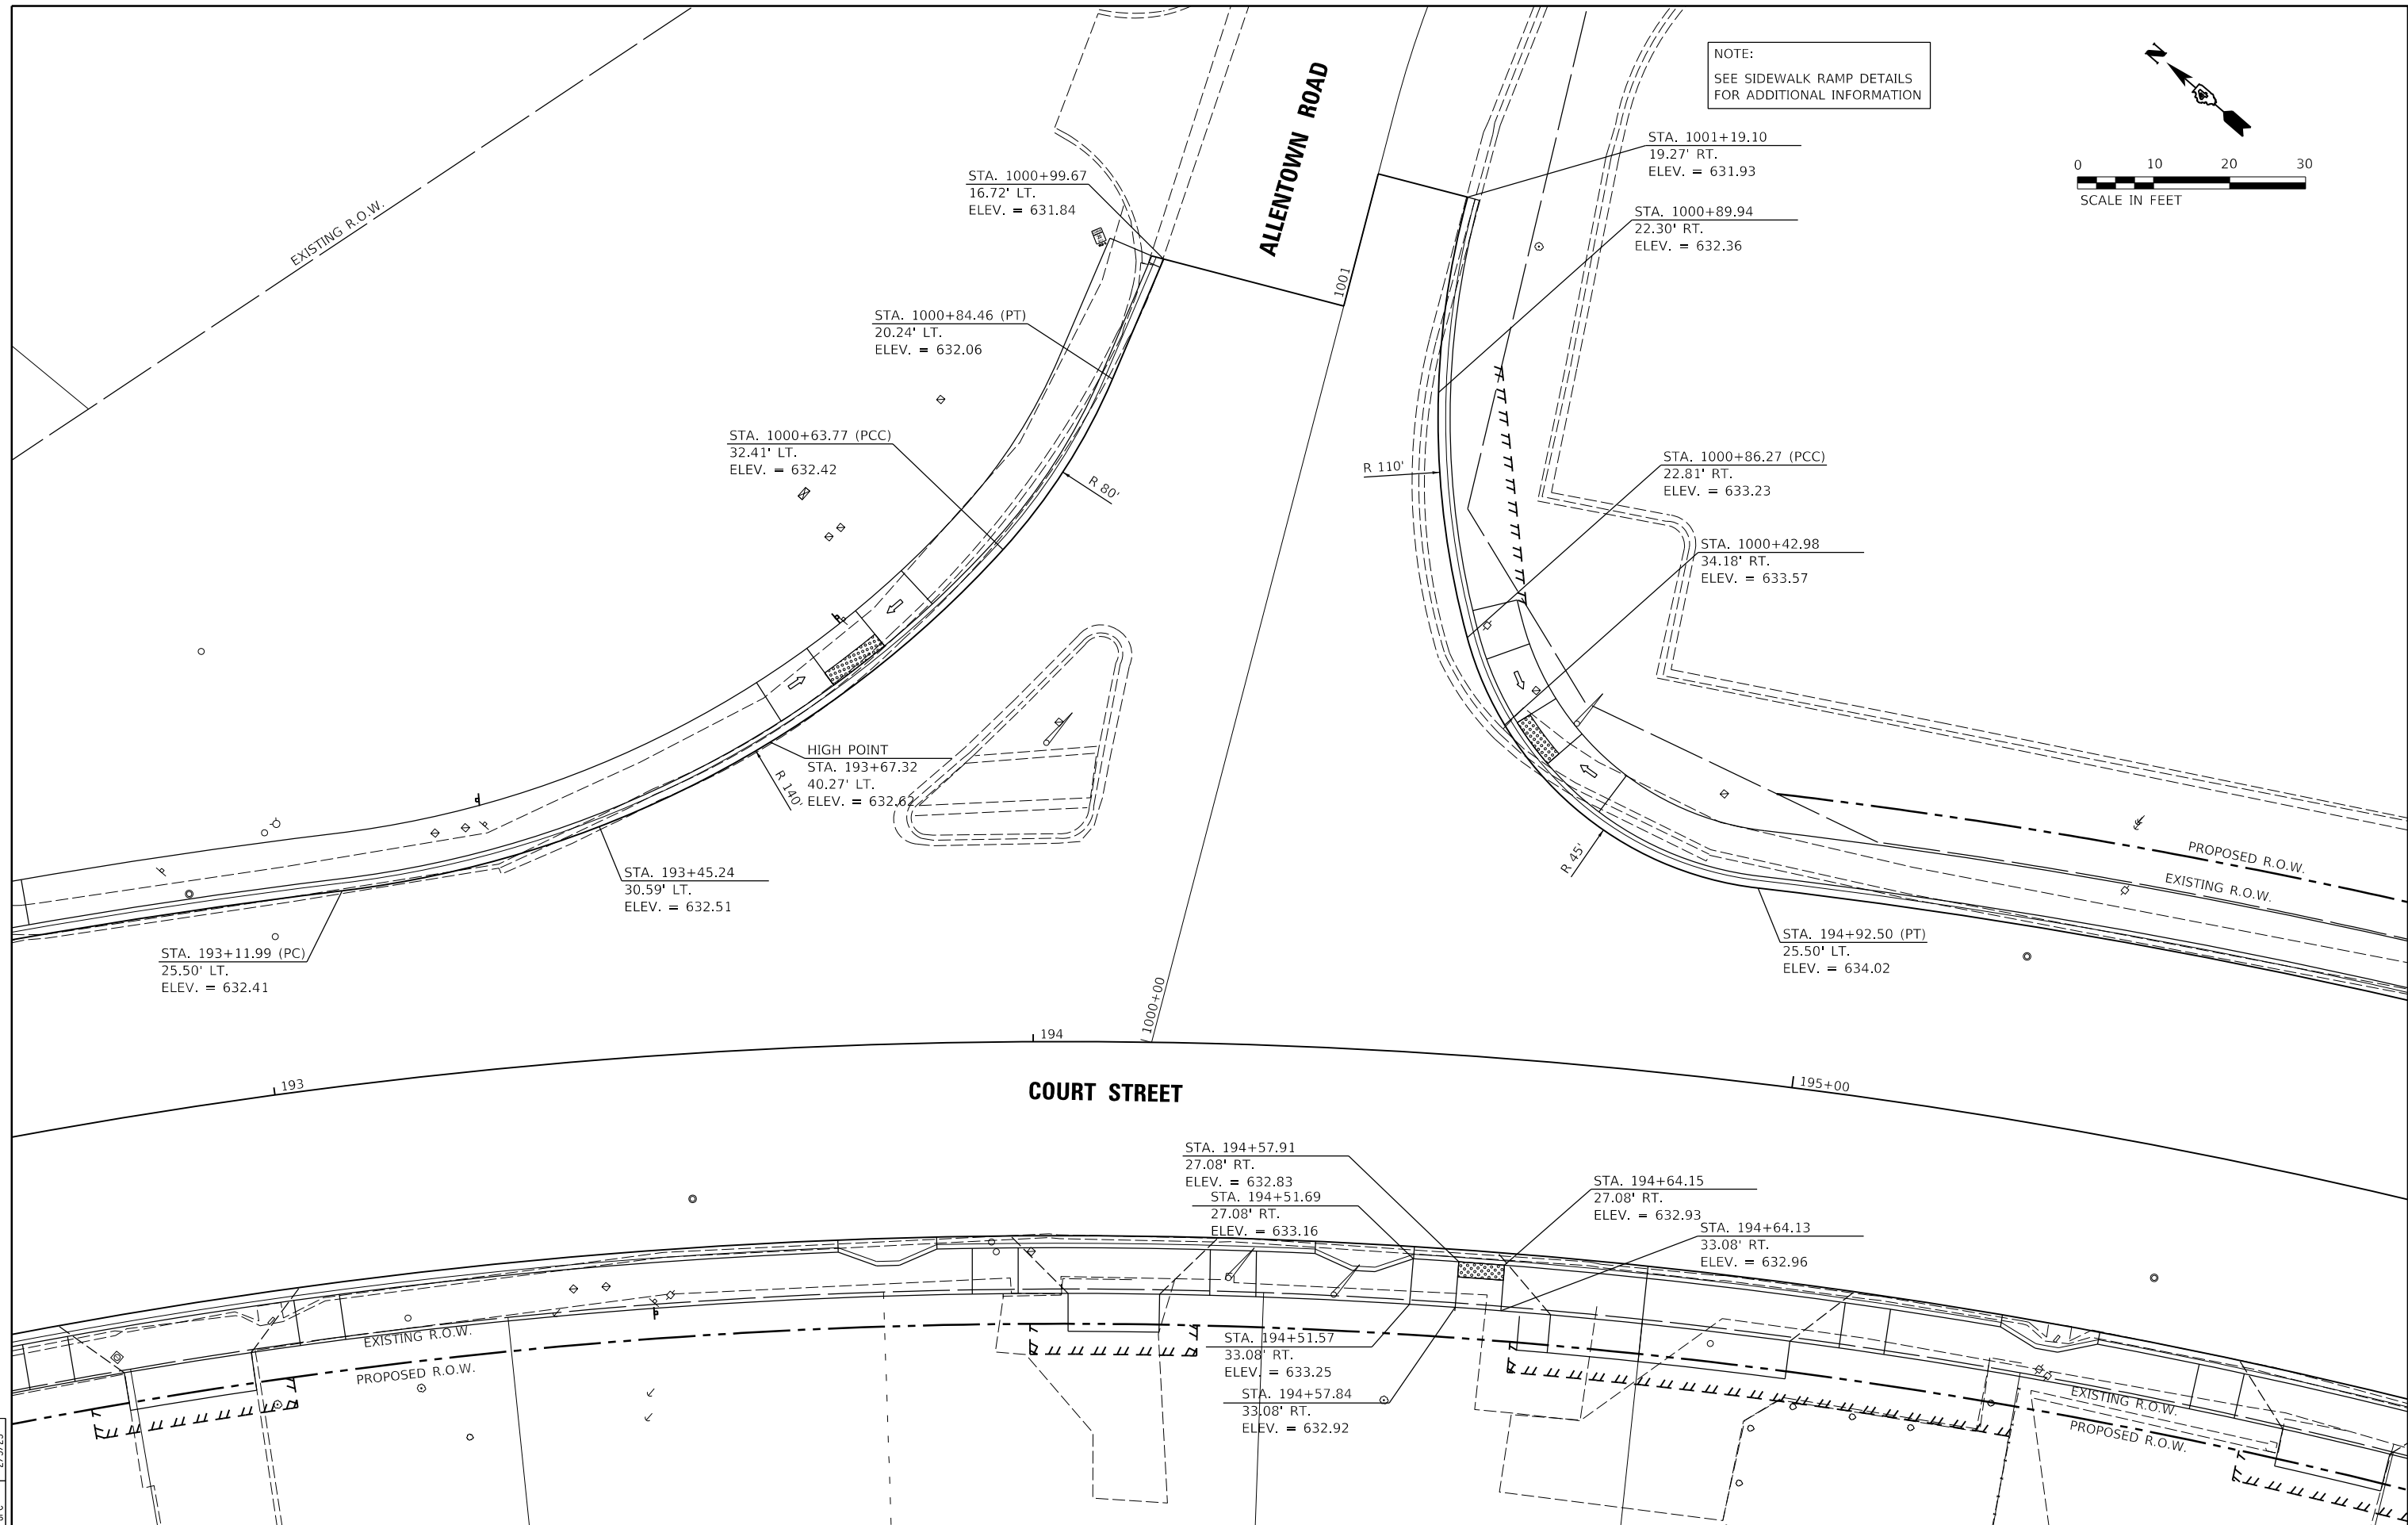 NOTE:
SEE SIDEWALK RAMP DETAILS
FOR ADDITIONAL INFORMATION
N
0 10 20 30
SCALE IN FEET
ALLENTOWN ROAD
STA. 1001+19.10
19.27' RT.
ELEV. = 631.93
STA. 1000+99.67
16.72' LT.
ELEV. = 631.84
STA. 1000+89.94
22.30' RT.
ELEV. = 632.36
EXISTING R.O.W.
1001
STA. 1000+84.46 (PT)
20.24' LT.
ELEV. = 632.06
STA. 1000+63.77 (PCC)
32.41' LT.
ELEV. = 632.42
R 80'
R 110'
STA. 1000+86.27 (PCC)
22.81' RT.
ELEV. = 633.23
STA. 1000+42.98
34.18' RT.
ELEV. = 633.57
HIGH POINT
STA. 193+67.32
40.27' LT.
ELEV. = 632.62
R 140'
R 45'
STA. 193+45.24
30.59' LT.
ELEV. = 632.51
PROPOSED R.O.W.
EXISTING R.O.W.
STA. 193+11.99 (PC)
25.50' LT.
ELEV. = 632.41
STA. 194+92.50 (PT)
25.50' LT.
ELEV. = 634.02
1000+00
193
194
195+00
COURT STREET
STA. 194+57.91
27.08' RT.
ELEV. = 632.83
STA. 194+51.69
27.08' RT.
ELEV. = 633.16
STA. 194+64.15
27.08' RT.
ELEV. = 632.93
STA. 194+64.13
33.08' RT.
ELEV. = 632.96
EXISTING R.O.W.
PROPOSED R.O.W.
STA. 194+51.57
33.08' RT.
ELEV. = 633.25
STA. 194+57.84
33.08' RT.
ELEV. = 632.92
EXISTING R.O.W.
PROPOSED R.O.W.